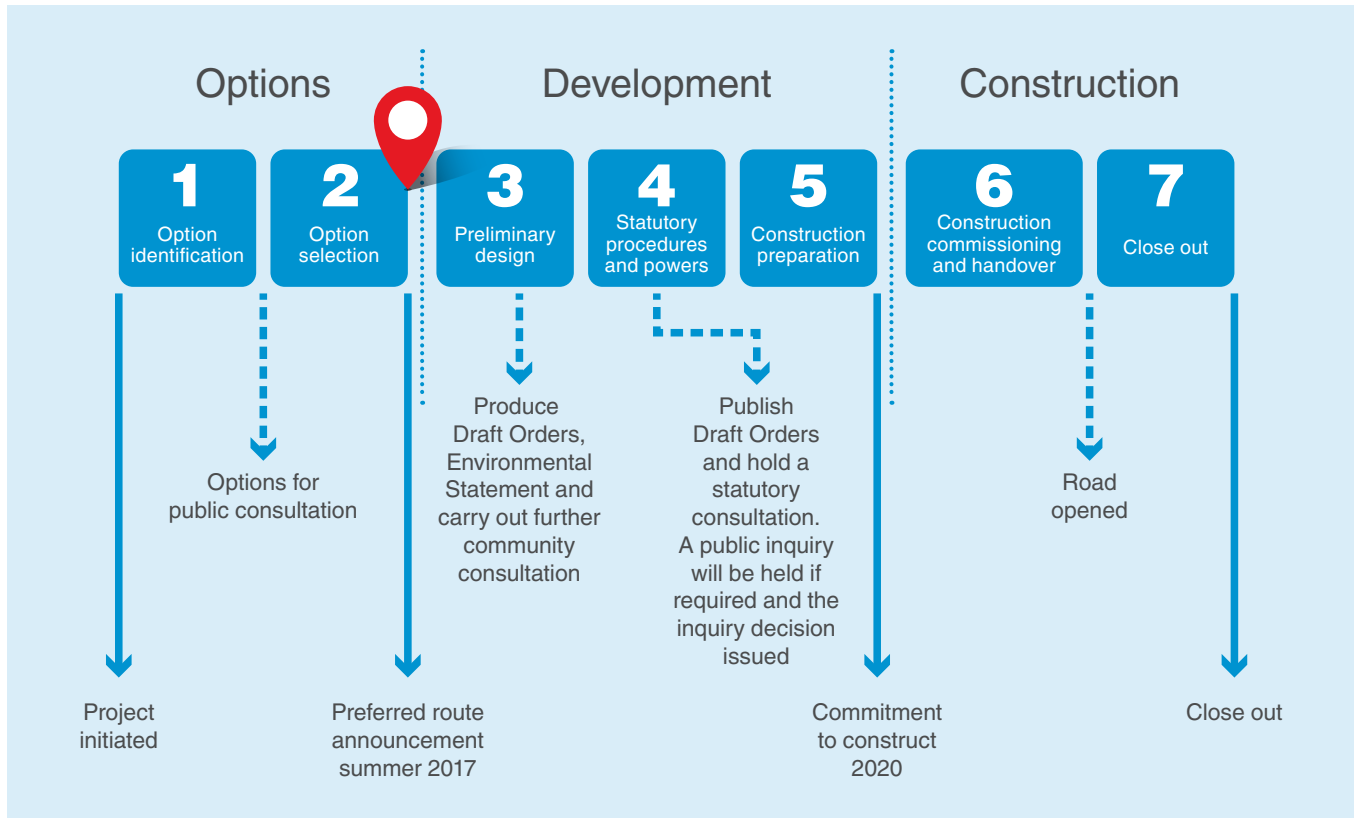 Options
Development
Construction
1
Option
identification
2
Option
selection
3
Preliminary
design
4
Statutory
procedures
and powers
5
Construction
preparation
6
Construction
commissioning
and handover
7
Close out
Produce
Draft Orders,
Environmental
Statement and
carry out further
community
consultation
Publish
Draft Orders
and hold a
statutory
consultation.
A public inquiry
will be held if
required and the
inquiry decision
issued
Options for
public consultation
Road
opened
Project
initiated
Preferred route
announcement
summer 2017
Commitment
to construct
2020
Close out